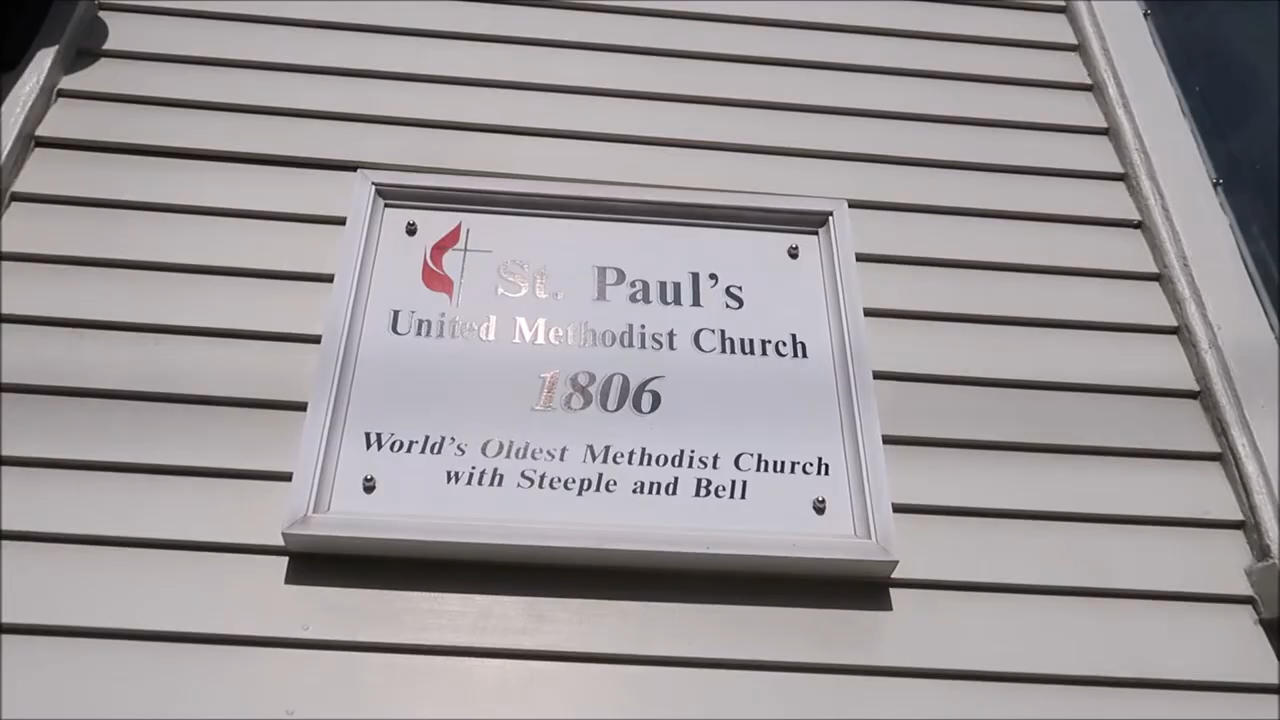 St. Paul's
United Methodist Church
1806
World's Oldest Methodist Church
with Steeple and Bell